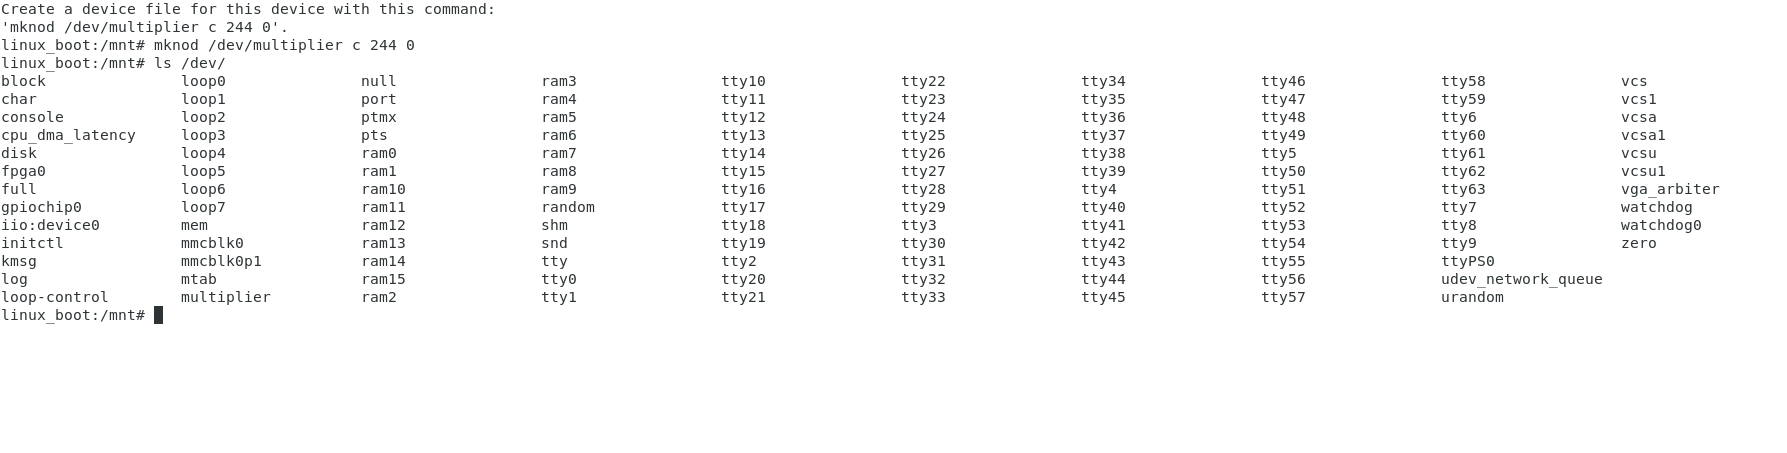 Create a device file for this device with this command:
'mknod /dev/multiplier c 244 0'.
linux_boot:/mnt# mknod /dev/multiplier c 244 0
linux_boot:/mnt# ls /dev/
block loop0 null ram3 tty10 tty22 tty34 tty46 tty58 vcs
char loop1 port ram4 tty11 tty23 tty35 tty47 tty59 vcs1
console loop2 ptmx ram5 tty12 tty24 tty36 tty48 tty6 vcsa
cpu_dma_latency loop3 pts ram6 tty13 tty25 tty37 tty49 tty60 vcsa1
disk loop4 ram0 ram7 tty14 tty26 tty38 tty5 tty61 vcsu
fpga0 loop5 ram1 ram8 tty15 tty27 tty39 tty50 tty62 vcsu1
full loop6 ram10 ram9 tty16 tty28 tty4 tty51 tty63 vga_arbiter
gpiochip0 loop7 ram11 random tty17 tty29 tty40 tty52 tty7 watchdog
iio:device0 mem ram12 shm tty18 tty3 tty41 tty53 tty8 watchdog0
initctl mmcblk0 ram13 snd tty19 tty30 tty42 tty54 tty9 zero
kmsg mmcblk0p1 ram14 tty tty2 tty31 tty43 tty55 ttyPS0
log mtab ram15 tty0 tty20 tty32 tty44 tty56 udev_network_queue
loop-control multiplier ram2 tty1 tty21 tty33 tty45 tty57 urandom
linux_boot:/mnt#